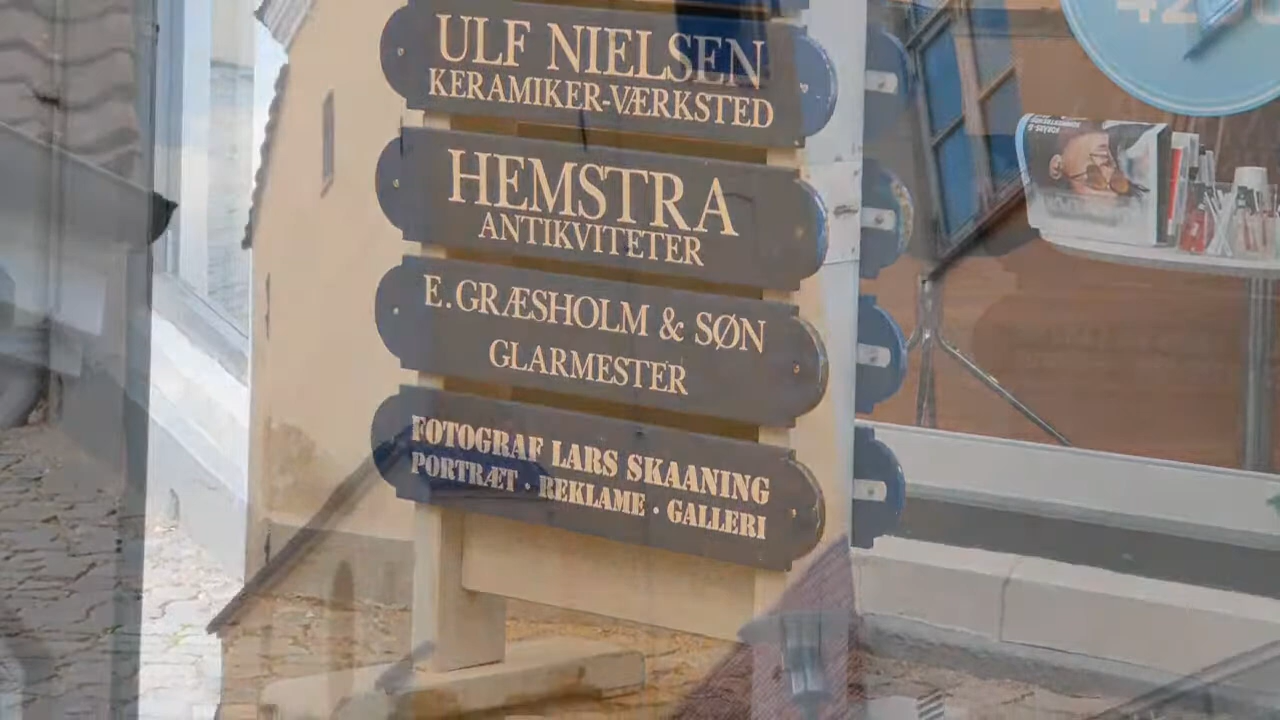 ULF NIELSEN
KERAMIKER-VÆRKSTED
HEMSTRA
ANTIKVITETER
E. GRÆSHOLM & SØN
GLARMESTER
FOTOGRAF LARS SKAANING
PORTRÆT · REKLAME · GALLERI